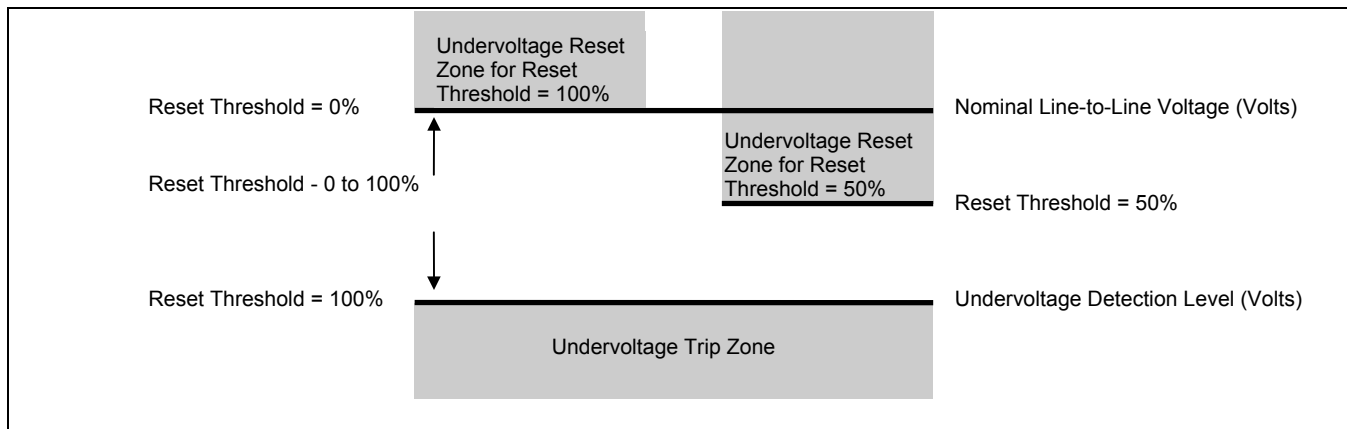 Undervoltage Reset
Zone for Reset
Threshold = 100%
Reset Threshold = 0%
Nominal Line-to-Line Voltage (Volts)
Undervoltage Reset
Zone for Reset
Threshold = 50%
Reset Threshold - 0 to 100%
Reset Threshold = 50%
Reset Threshold = 100%
Undervoltage Detection Level (Volts)
Undervoltage Trip Zone